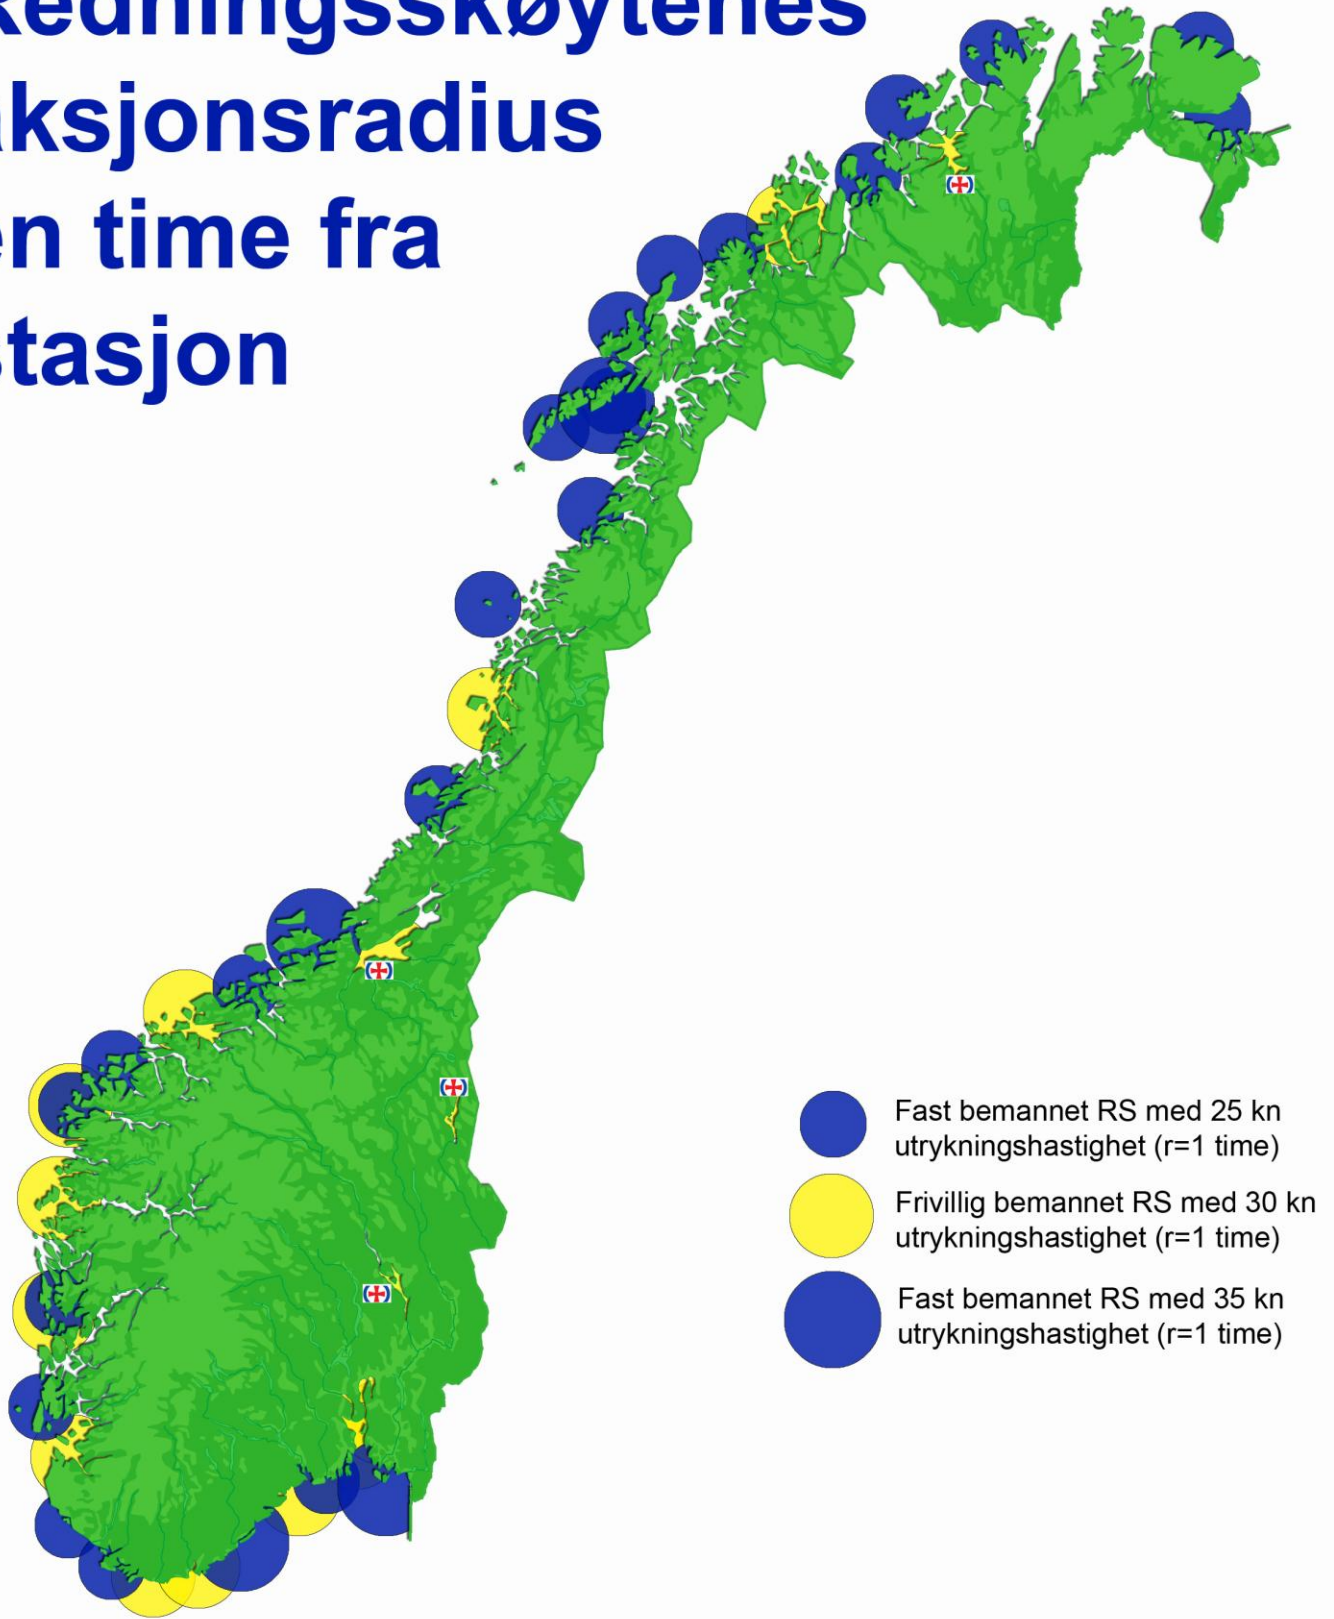 Redningsskøytenes
aksjonsradius
en time fra
stasjon
Fast bemannet RS med 25 kn
utrykningshastighet (r=1 time)
Frivillig bemannet RS med 30 kn
utrykningshastighet (r=1 time)
Fast bemannet RS med 35 kn
utrykningshastighet (r=1 time)